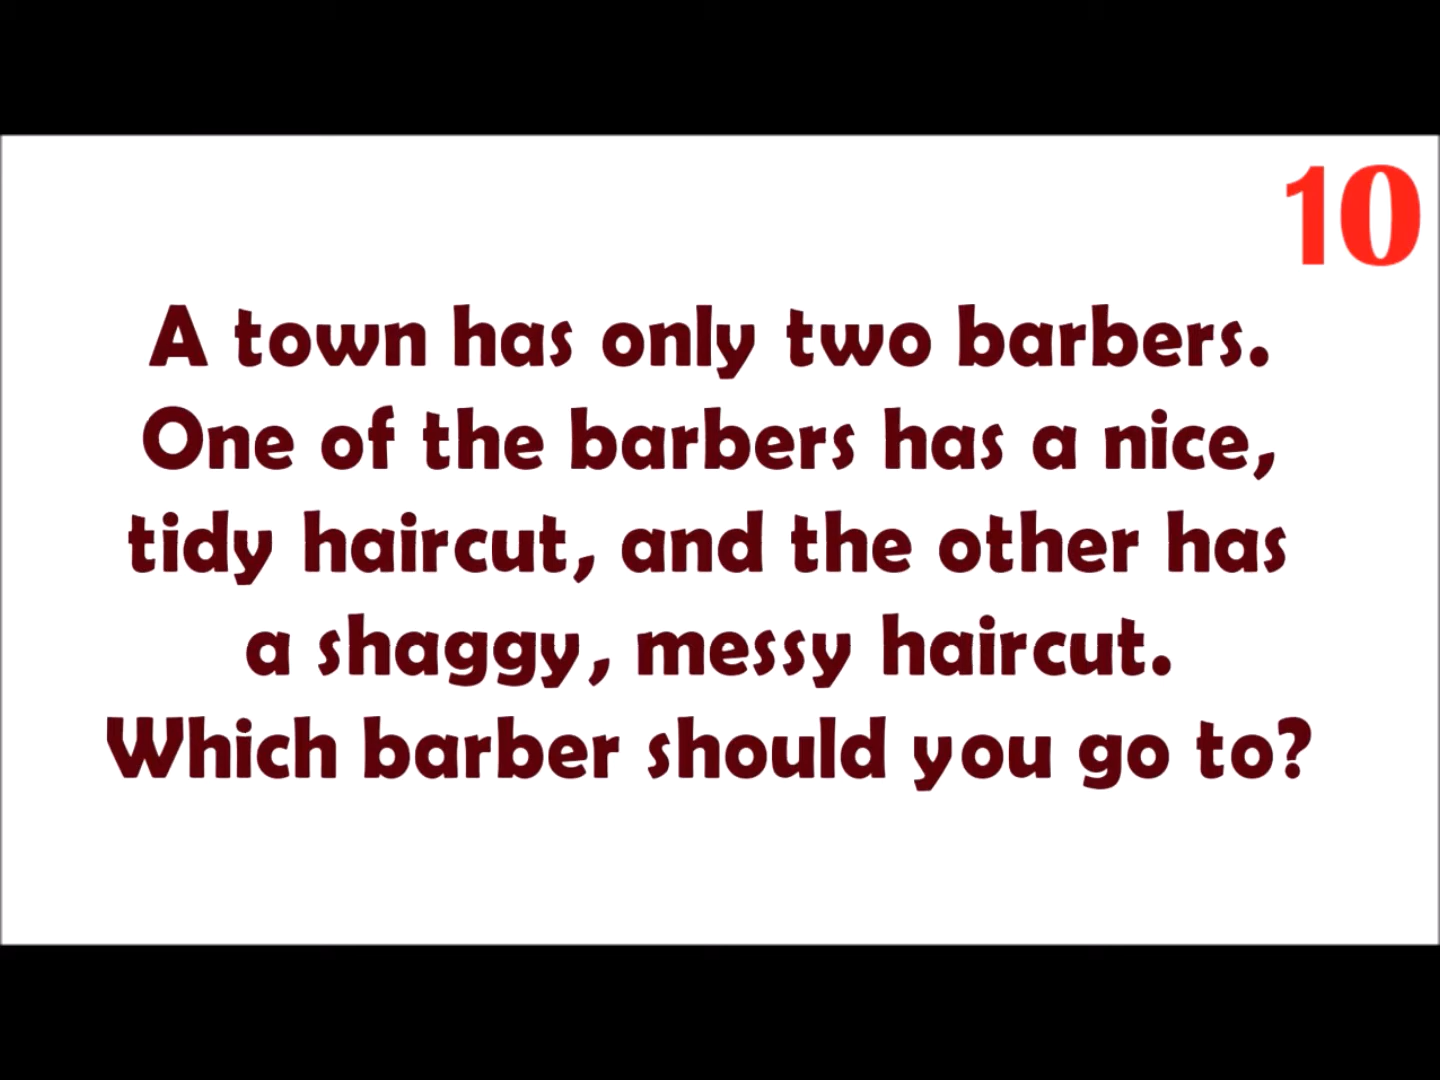 10
A town has only two barbers.
One of the barbers has a nice,
tidy haircut, and the other has
a shaggy, messy haircut.
Which barber should you go to?